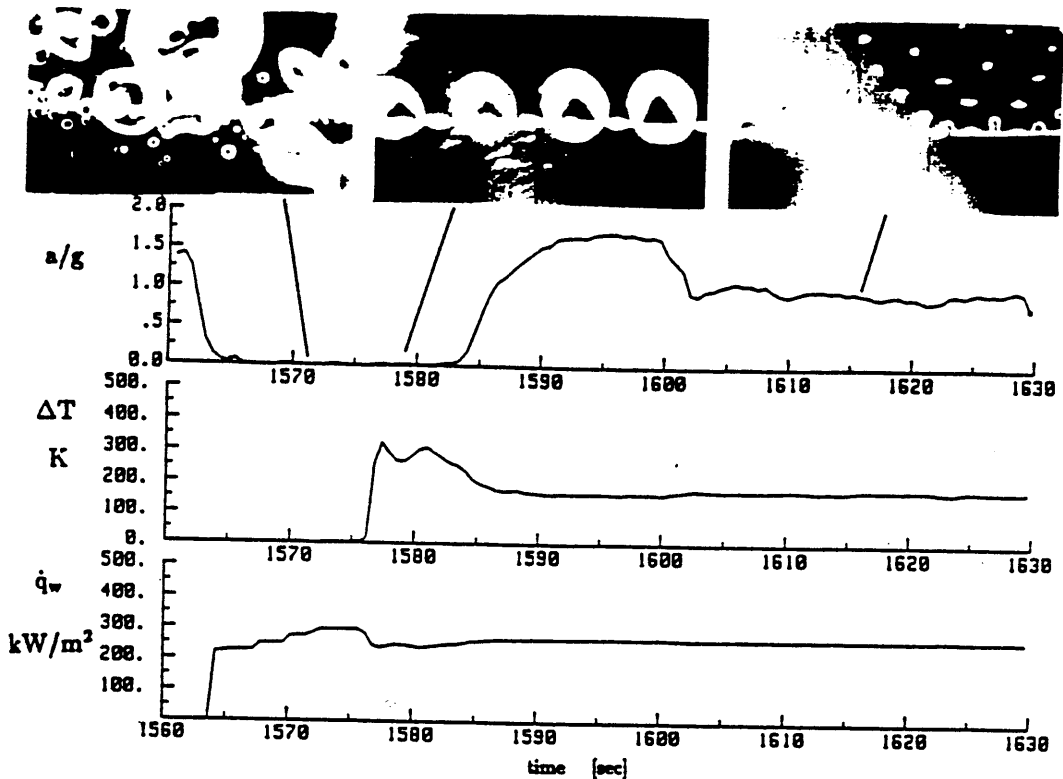 2.0
a/g
1.5
1.0
.5
0.0
1570 1580 1590 1600 1610 1620 1630
500.
ΔT 400.
K 300.
200.
100.
0.
1570 1580 1590 1600 1610 1620 1630
500.
q̇w 400.
kW/m² 300.
200.
100.
1560 1570 1580 1590 1600 1610 1620 1630
time [sec]